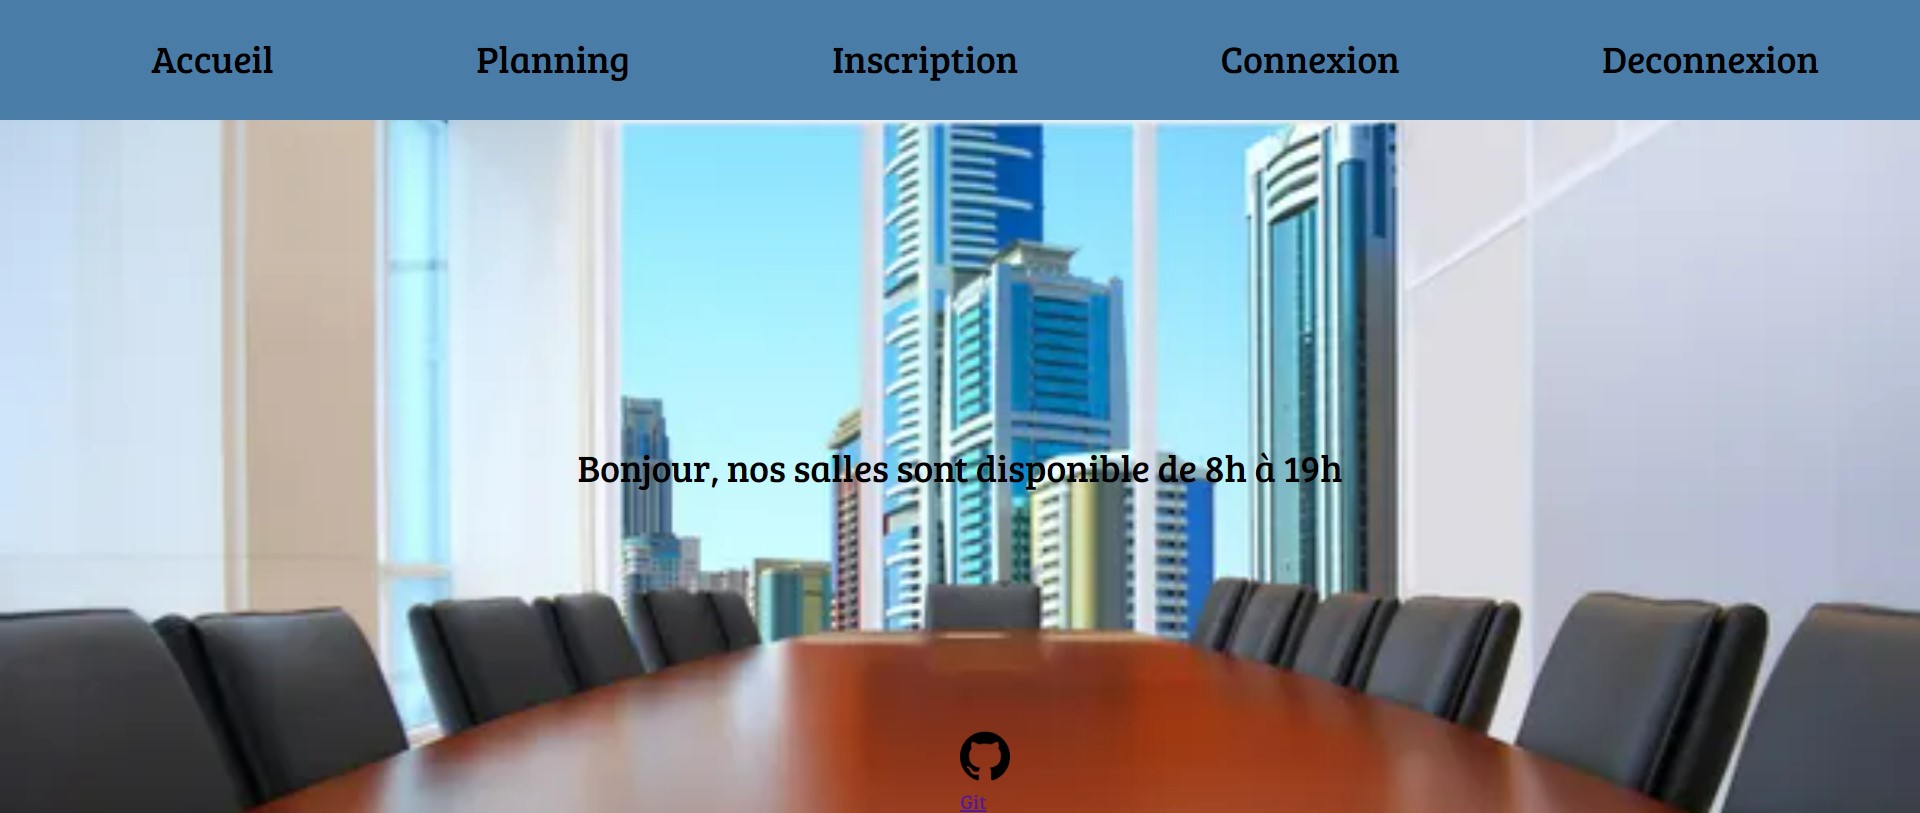 Accueil Planning Inscription Connexion Deconnexion
Bonjour, nos salles sont disponible de 8h à 19h
Git